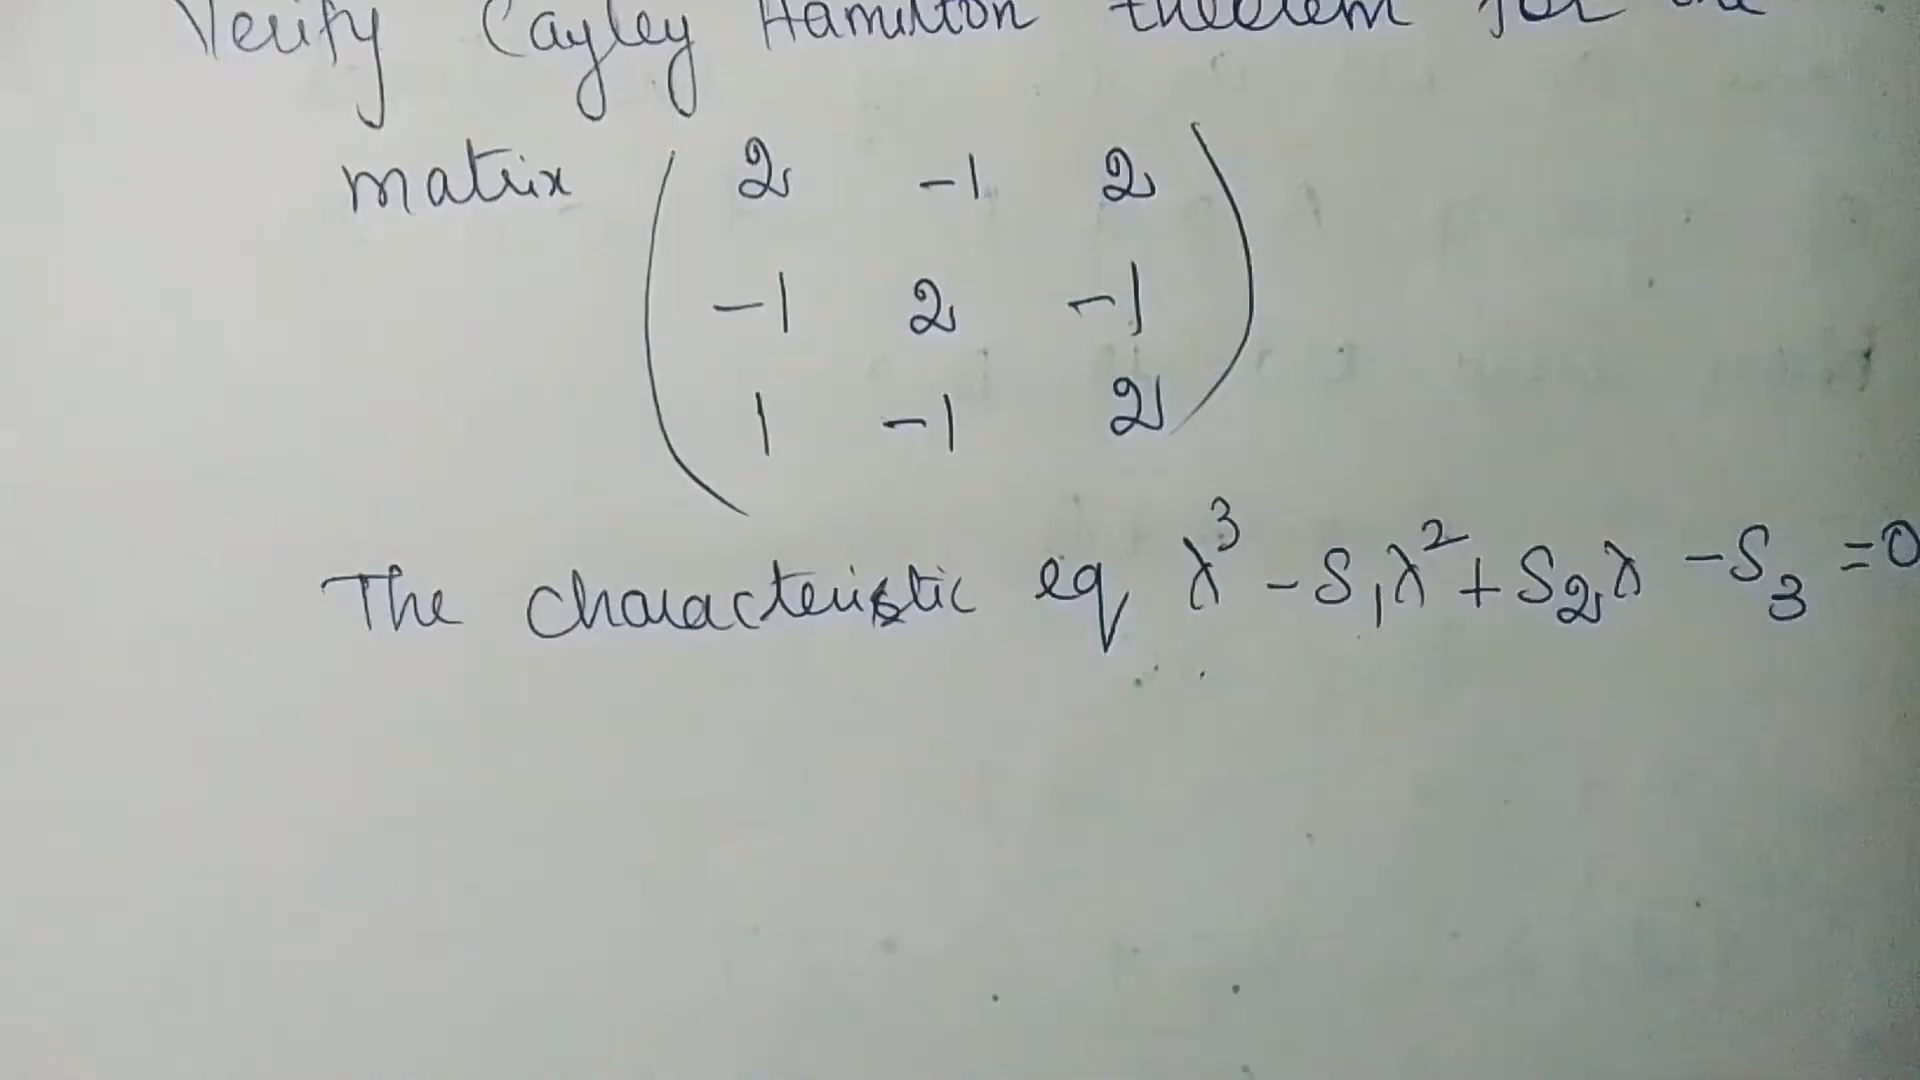 Verify Cayley Hamilton theorem for the
matrix ( 2 -1 2
-1 2 -1
1 -1 2 )
The characteristic eq λ³ - S₁λ² + S₂λ - S₃ = 0